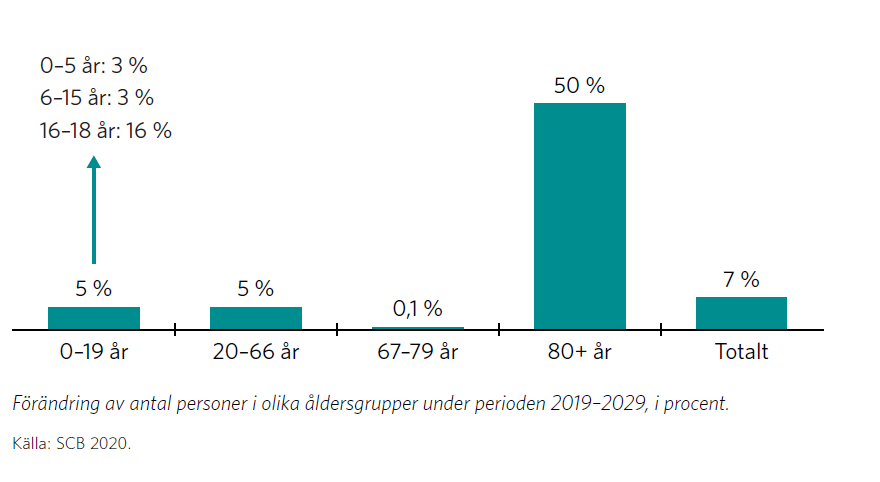 0–5 år: 3 %
6–15 år: 3 %
16–18 år: 16 %
50 %
5 %
5 %
0,1 %
7 %
0–19 år
20–66 år
67–79 år
80+ år
Totalt
Förändring av antal personer i olika åldersgrupper under perioden 2019–2029, i procent.
Källa: SCB 2020.